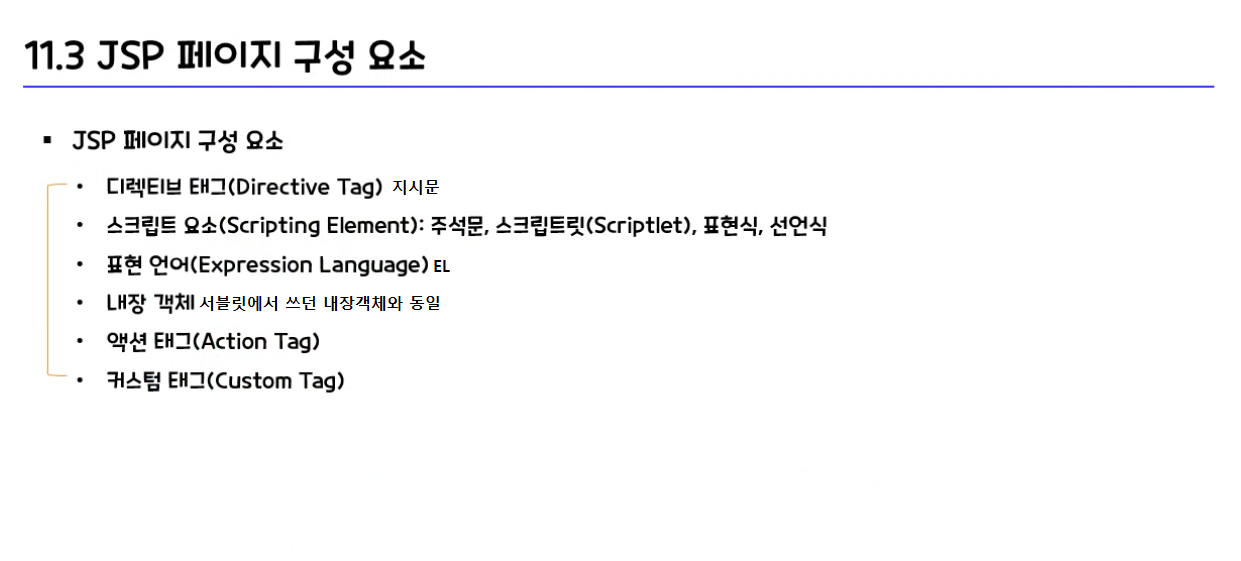 11.3 JSP 페이지 구성 요소
▪ JSP 페이지 구성 요소
• 디렉티브 태그(Directive Tag) 지시문
• 스크립트 요소(Scripting Element): 주석문, 스크립트릿(Scriptlet), 표현식, 선언식
• 표현 언어(Expression Language) EL
• 내장 객체 서블릿에서 쓰던 내장객체와 동일
• 액션 태그(Action Tag)
• 커스텀 태그(Custom Tag)